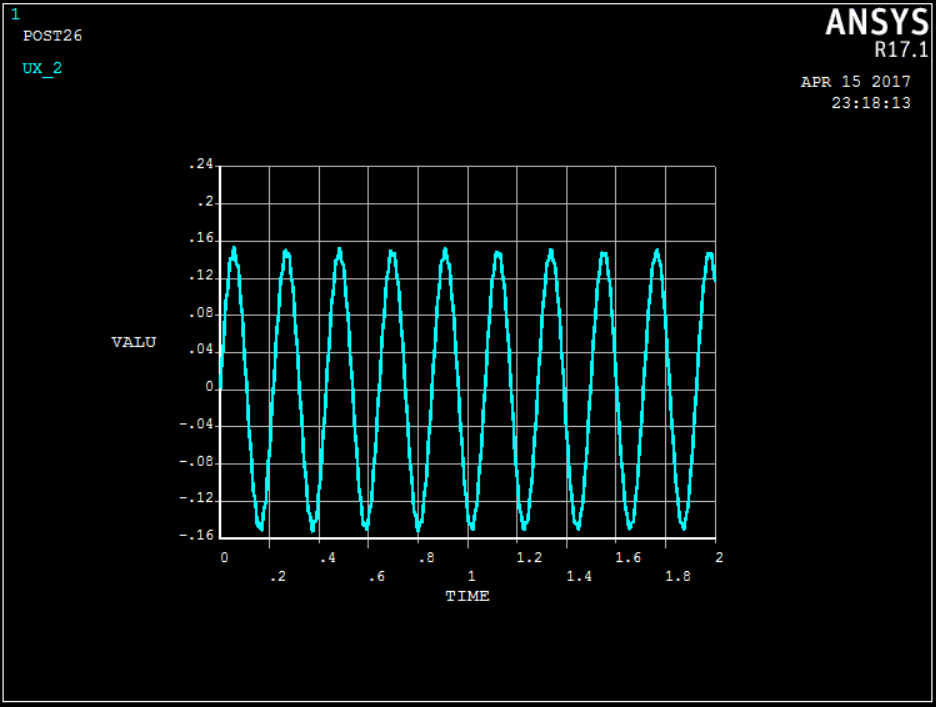 1
POST26
UX_2
ANSYS
R17.1
APR 15 2017
23:18:13
.24
.2
.16
.12
.08
.04
0
-.04
-.08
-.12
-.16
VALU
0 .4 .8 1.2 1.6 2
.2 .6 1 1.4 1.8
TIME